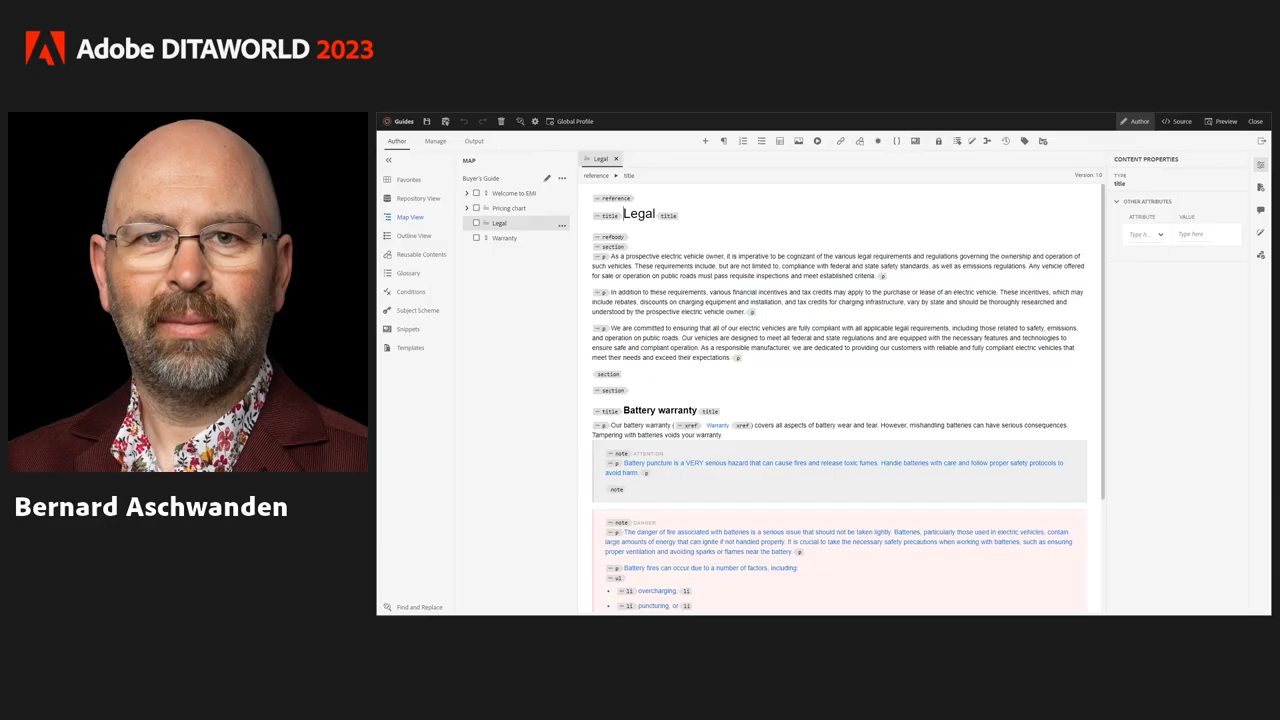 Adobe DITAWORLD 2023
Bernard Aschwanden
Guides
Global Profile
Author
Source
Preview
Close
Author
Manage
Output
Favorites
Repository View
Map View
Outline View
Reusable Contents
Glossary
Conditions
Subject Scheme
Snippets
Templates
Find and Replace
MAP
Buyer's Guide
Welcome to EMI
Pricing chart
Legal
Warranty
Legal
reference title
Version: 1.0
reference
title Legal title
refbody
section
p As a prospective electric vehicle owner, it is imperative to be cognizant of the various legal requirements and regulations governing the ownership and operation of
such vehicles. These requirements include, but are not limited to, compliance with federal and state safety standards, as well as emissions regulations. Any vehicle offered
for sale or operation on public roads must pass requisite inspections and meet established criteria. p
p In addition to these requirements, various financial incentives and tax credits may apply to the purchase or lease of an electric vehicle. These incentives, which may
include rebates, discounts on charging equipment and installation, and tax credits for charging infrastructure, vary by state and should be thoroughly researched and
understood by the prospective electric vehicle owner. p
p We are committed to ensuring that all of our electric vehicles are fully compliant with all applicable legal requirements, including those related to safety, emissions,
and operation on public roads. Our vehicles are designed to meet all federal and state regulations and are equipped with the necessary features and technologies to
ensure safe and compliant operation. As a responsible manufacturer, we are dedicated to providing our customers with reliable and fully compliant electric vehicles that
meet their needs and exceed their expectations. p
section
section
title Battery warranty title
p Our battery warranty ( xref Warranty xref ) covers all aspects of battery wear and tear. However, mishandling batteries can have serious consequences.
Tampering with batteries voids your warranty.
note ATTENTION
p Battery puncture is a VERY serious hazard that can cause fires and release toxic fumes. Handle batteries with care and follow proper safety protocols to
avoid harm. p
note
note DANGER
p The danger of fire associated with batteries is a serious issue that should not be taken lightly. Batteries, particularly those used in electric vehicles, contain
large amounts of energy that can ignite if not handled properly. It is crucial to take the necessary safety precautions when working with batteries, such as ensuring
proper ventilation and avoiding sparks or flames near the battery. p
p Battery fires can occur due to a number of factors, including:
ul
li overcharging, li
li puncturing, or li
CONTENT PROPERTIES
TYPE
title
OTHER ATTRIBUTES
ATTRIBUTE VALUE
Type h... Type here